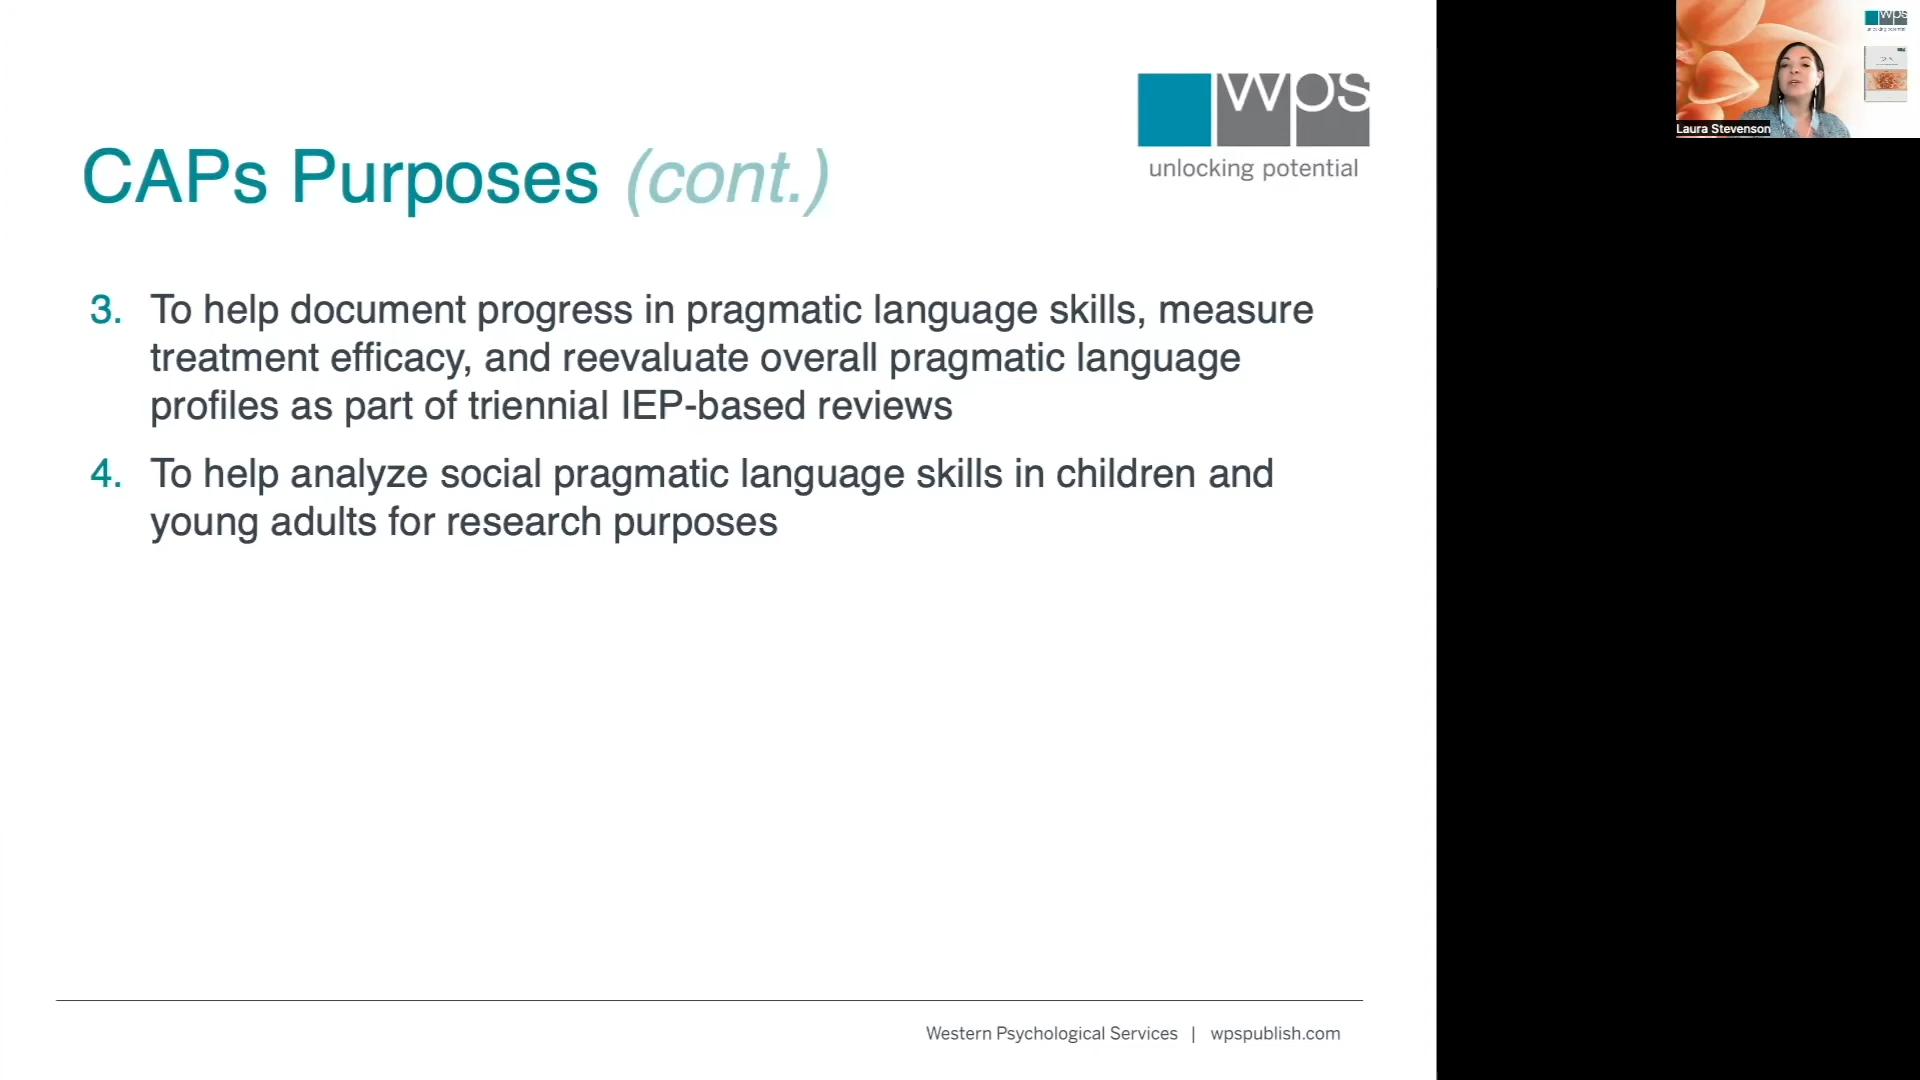 wps
unlocking potential
CAPs Purposes (cont.)
3. To help document progress in pragmatic language skills, measure
treatment efficacy, and reevaluate overall pragmatic language
profiles as part of triennial IEP-based reviews
4. To help analyze social pragmatic language skills in children and
young adults for research purposes
Western Psychological Services | wpspublish.com
wps
Laura Stevenson